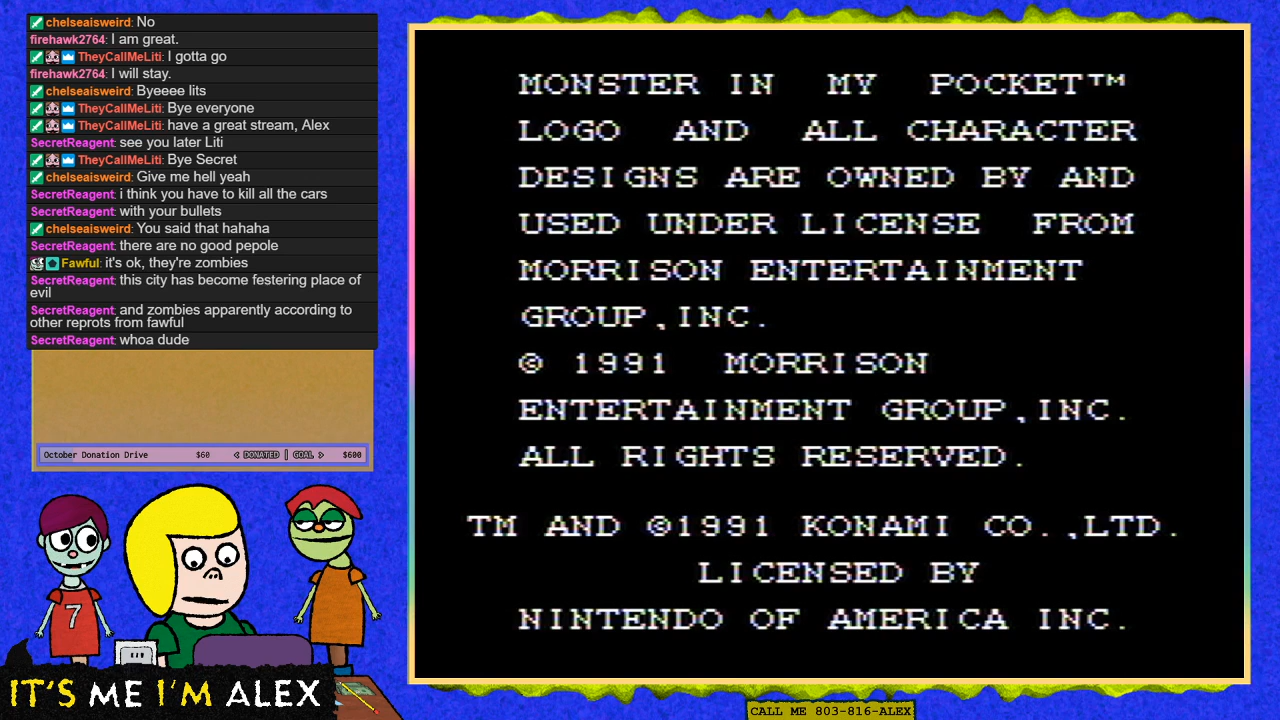 chelseaisweird: No
firehawk2764: I am great.
TheyCallMeLiti: I gotta go
firehawk2764: I will stay.
chelseaisweird: Byeeee lits
TheyCallMeLiti: Bye everyone
TheyCallMeLiti: have a great stream, Alex
SecretReagent: see you later Liti
TheyCallMeLiti: Bye Secret
chelseaisweird: Give me hell yeah
SecretReagent: i think you have to kill all the cars
SecretReagent: with your bullets
chelseaisweird: You said that hahaha
SecretReagent: there are no good pepole
Fawful: it's ok, they're zombies
SecretReagent: this city has become festering place of
evil
SecretReagent: and zombies apparently according to
other reprots from fawful
SecretReagent: whoa dude
October Donation Drive $60 < DONATED | GOAL > $600
7
IT'S ME I'M ALEX
MONSTER IN MY POCKET™
LOGO AND ALL CHARACTER
DESIGNS ARE OWNED BY AND
USED UNDER LICENSE FROM
MORRISON ENTERTAINMENT
GROUP,INC.
© 1991 MORRISON
ENTERTAINMENT GROUP,INC.
ALL RIGHTS RESERVED.
TM AND ©1991 KONAMI CO.,LTD.
LICENSED BY
NINTENDO OF AMERICA INC.
CALL ME 803-816-ALEX